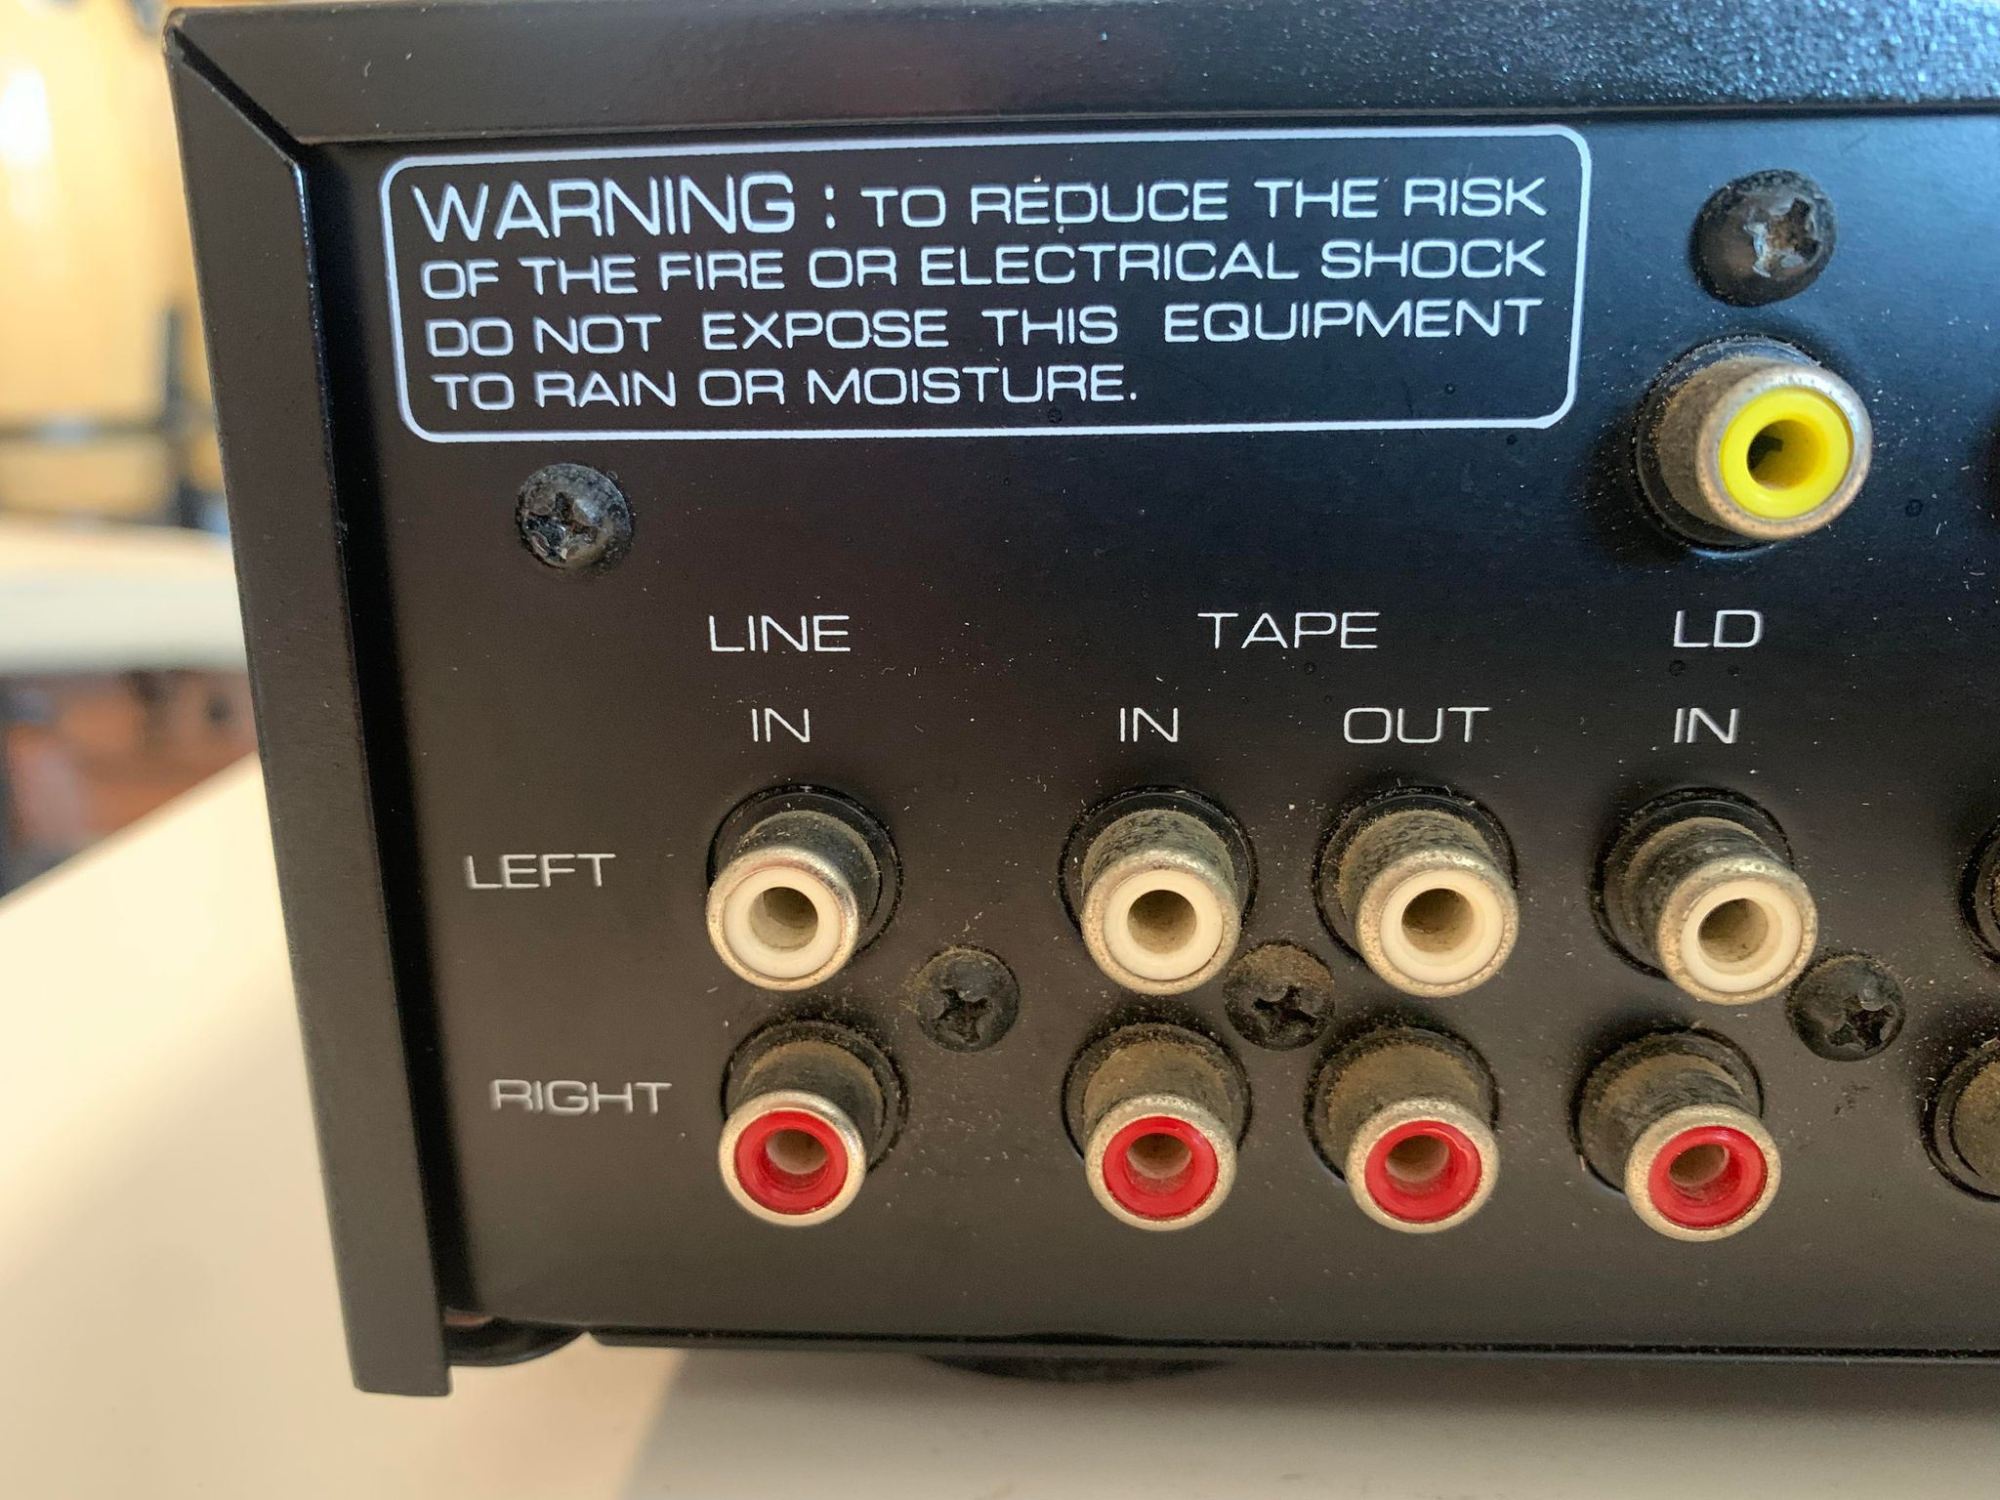 WARNING : TO REDUCE THE RISK
OF THE FIRE OR ELECTRICAL SHOCK
DO NOT EXPOSE THIS EQUIPMENT
TO RAIN OR MOISTURE.
LINE TAPE LD
IN IN OUT IN
LEFT
RIGHT